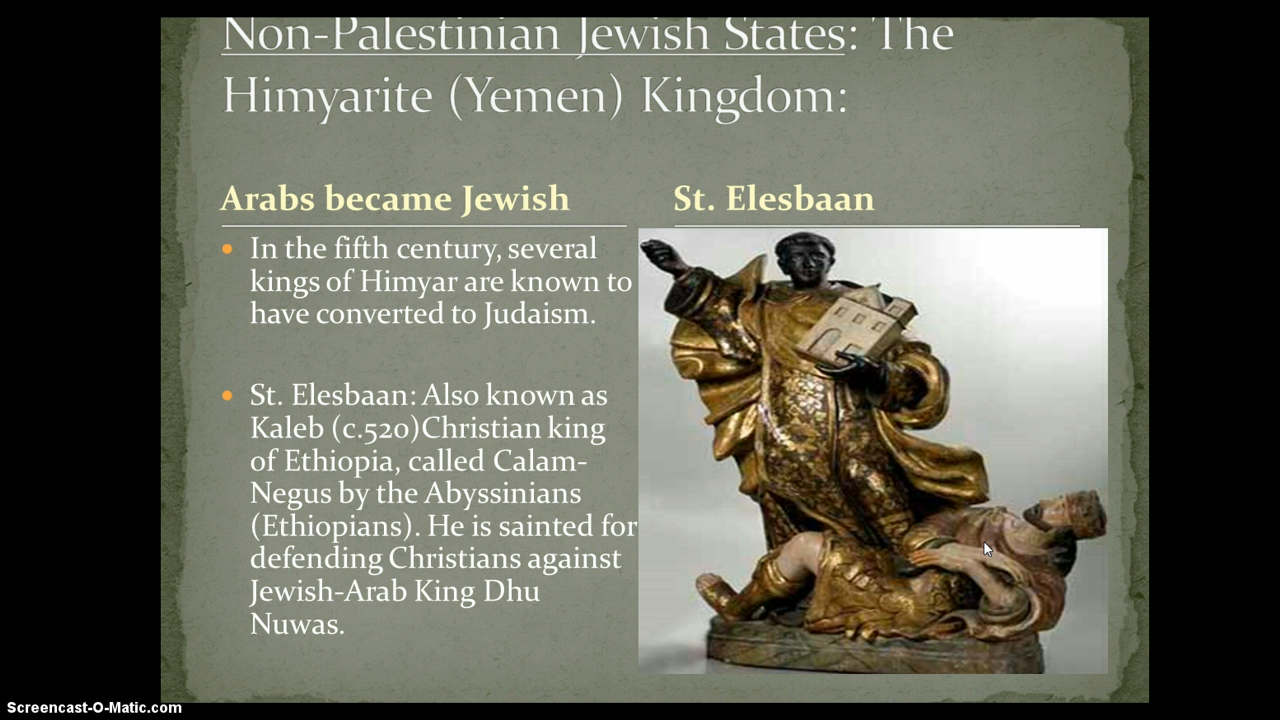 Non-Palestinian Jewish States: The
Himyarite (Yemen) Kingdom:
Arabs became Jewish
St. Elesbaan
In the fifth century, several
kings of Himyar are known to
have converted to Judaism.
St. Elesbaan: Also known as
Kaleb (c.520)Christian king
of Ethiopia, called Calam-
Negus by the Abyssinians
(Ethiopians). He is sainted for
defending Christians against
Jewish-Arab King Dhu
Nuwas.
Screencast-O-Matic.com